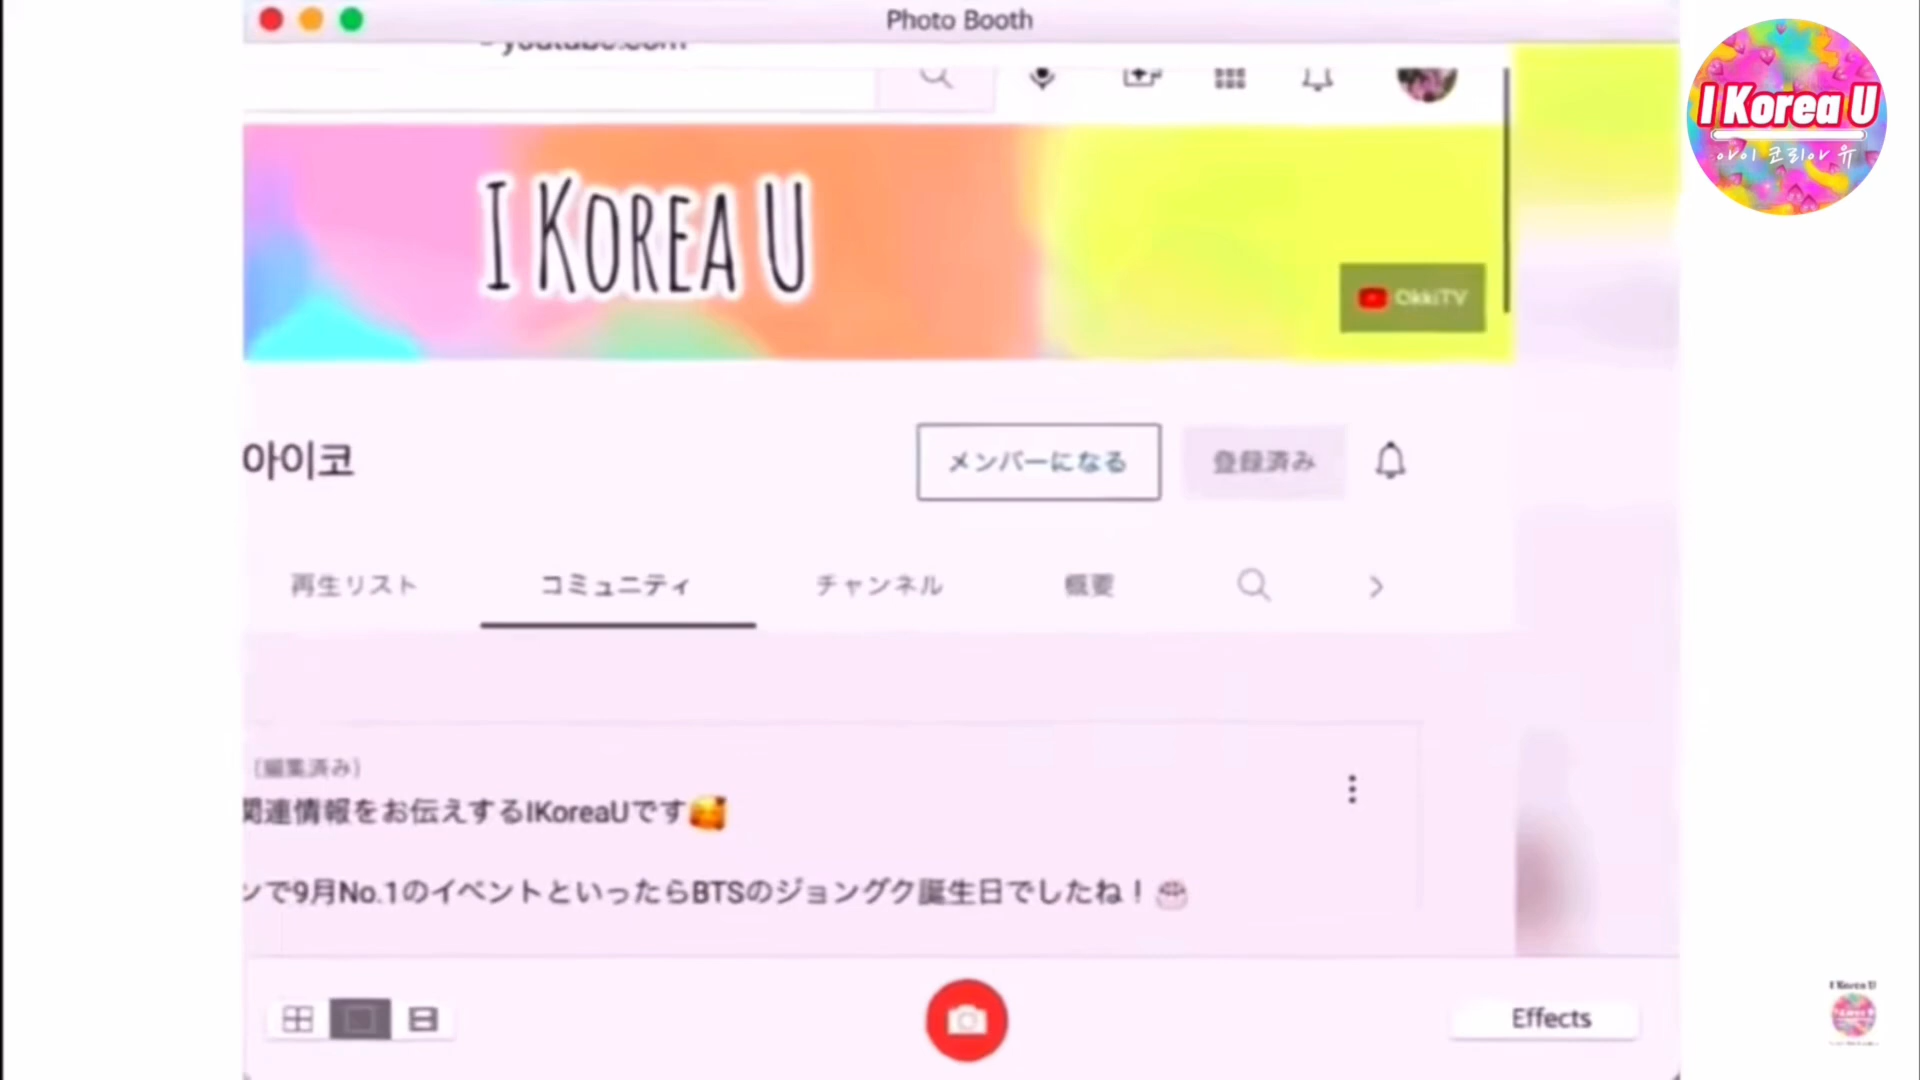 Photo Booth
youtube.com
I Korea U
아이 코리아 유
I KOREA U
OkkiTV
아이코
メンバーになる
登録済み
再生リスト
コミュニティ
チャンネル
概要
(編集済み)
関連情報をお伝えするIKoreaUです🥰
ンで9月No.1のイベントといったらBTSのジョングク誕生日でしたね！🎂
Effects
I Korea U